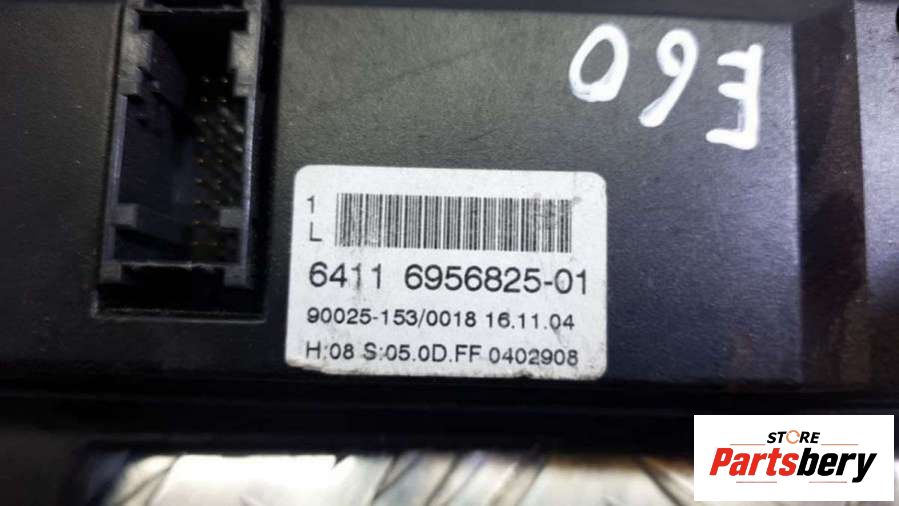 E60
1
L
6411 6956825-01
90025-153/0018 16.11.04
H:08 S:05.0D.FF 0402908
STORE
Partsbery